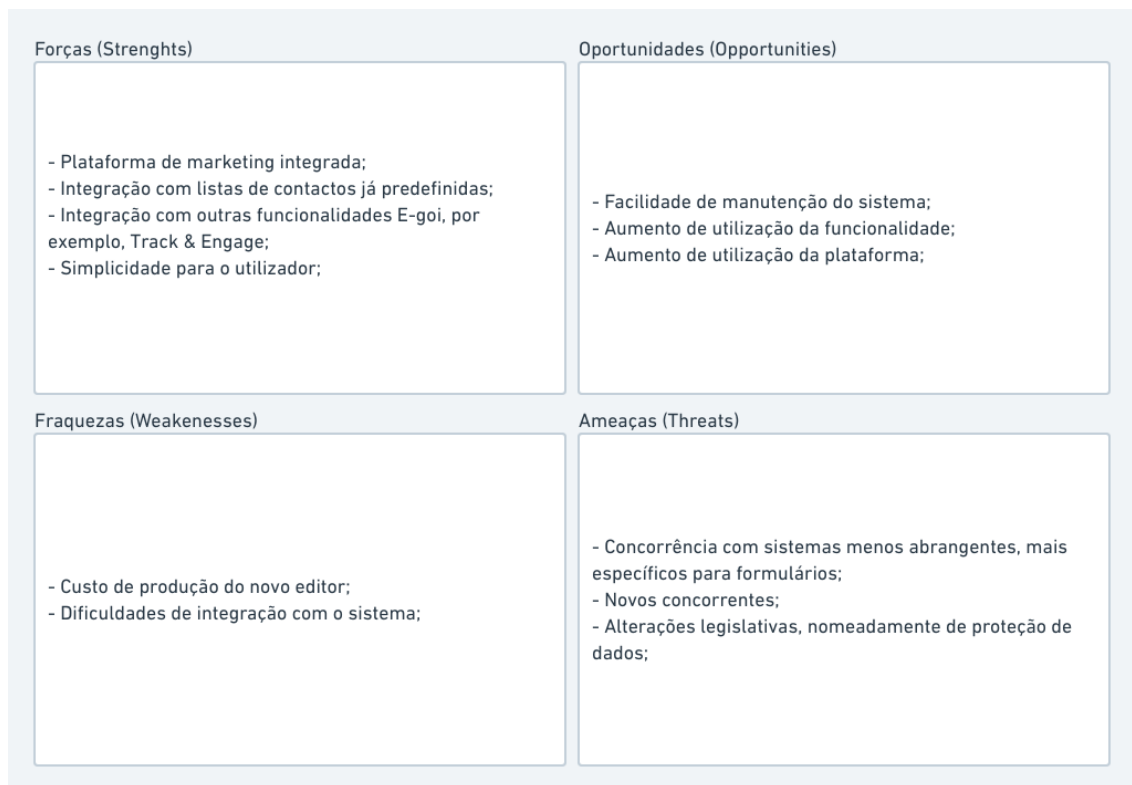 Forças (Strenghts)
- Plataforma de marketing integrada;
- Integração com listas de contactos já predefinidas;
- Integração com outras funcionalidades E-goi, por
exemplo, Track & Engage;
- Simplicidade para o utilizador;
Oportunidades (Opportunities)
- Facilidade de manutenção do sistema;
- Aumento de utilização da funcionalidade;
- Aumento de utilização da plataforma;
Fraquezas (Weakenesses)
- Custo de produção do novo editor;
- Dificuldades de integração com o sistema;
Ameaças (Threats)
- Concorrência com sistemas menos abrangentes, mais
específicos para formulários;
- Novos concorrentes;
- Alterações legislativas, nomeadamente de proteção de
dados;